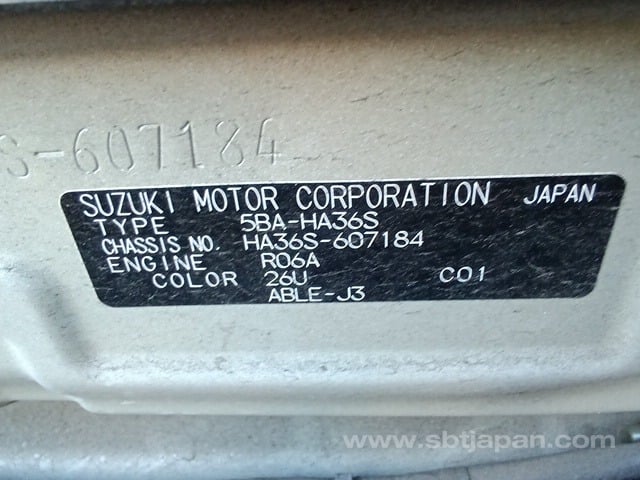 S-607184
SUZUKI MOTOR CORPORATION JAPAN
TYPE 5BA-HA36S
CHASSIS NO. HA36S-607184
ENGINE R06A
COLOR 26U C01
ABLE-J3
www.sbtjapan.com